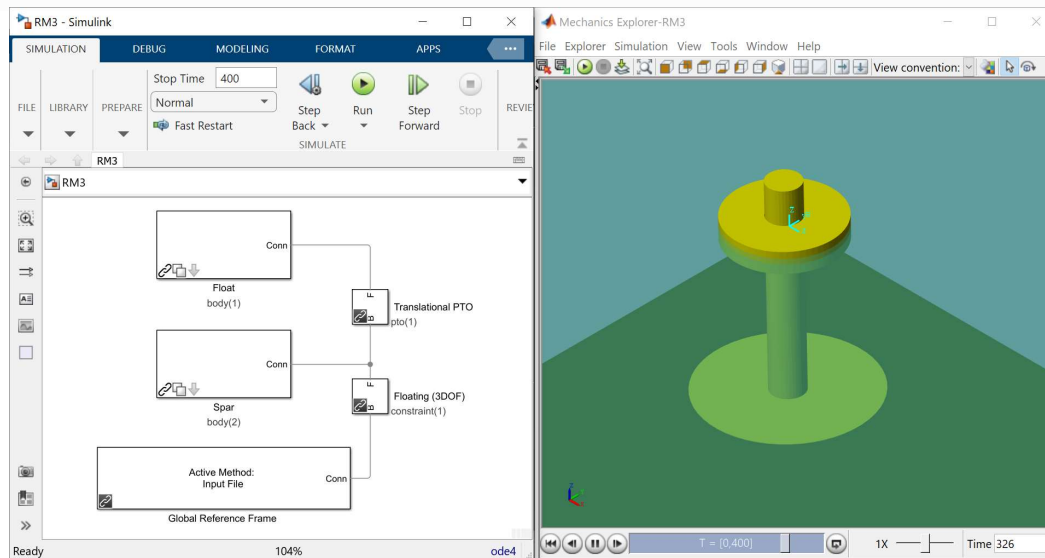 RM3 - Simulink
SIMULATION DEBUG MODELING FORMAT APPS
FILE
LIBRARY
PREPARE
Stop Time 400
Normal
Fast Restart
Step Back
Run
Step Forward
Stop
REVIE
SIMULATE
RM3
RM3
Conn
Float
body(1)
F
B
Translational PTO
pto(1)
Conn
Spar
body(2)
F
B
Floating (3DOF)
constraint(1)
Active Method:
Input File
Conn
Global Reference Frame
Ready 104% ode4
Mechanics Explorer-RM3
File Explorer Simulation View Tools Window Help
View convention:
T = [0,400]
1X
Time 326